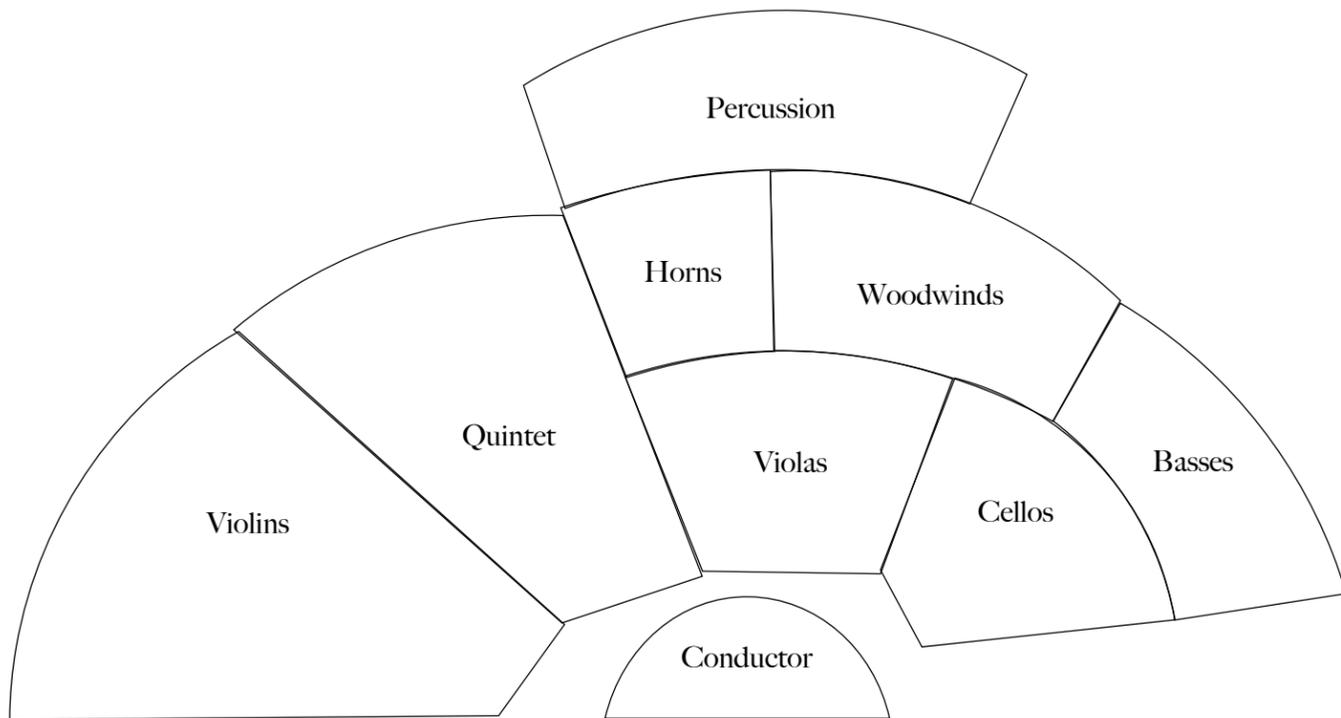 Percussion
Horns
Woodwinds
Quintet
Violas
Basses
Violins
Cellos
Conductor